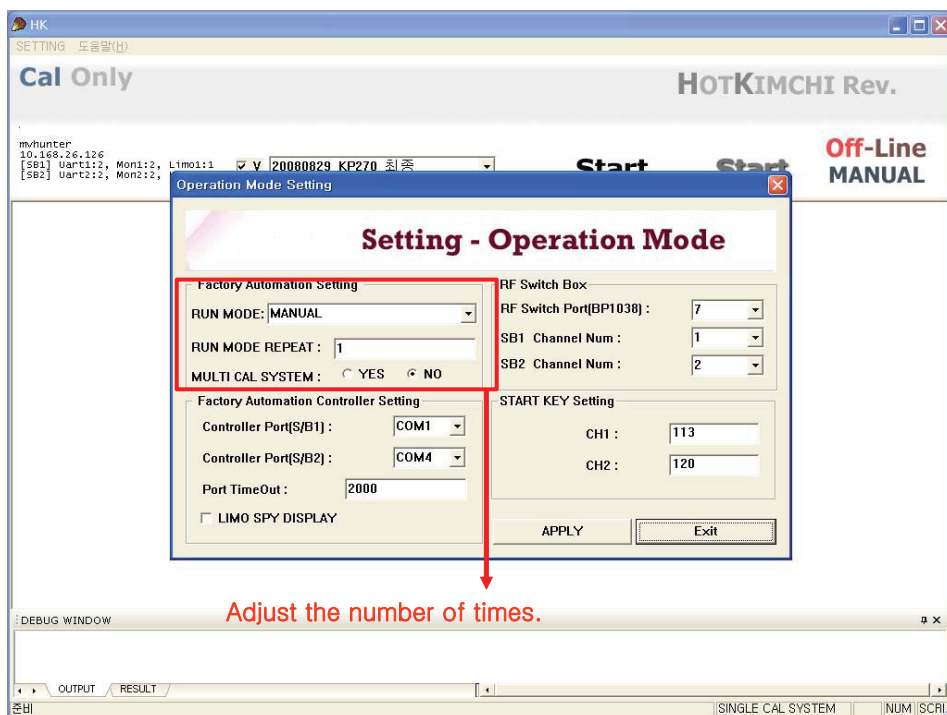 HK
SETTING 도움말(H)
Cal Only
HOTKIMCHI Rev.
mvhunter
10.168.26.126
[SB1] Uart1:2, Mon1:2, Limo1:1
[SB2] Uart2:2, Mon2:2,
V 20080829 KP270 최종
Start Start
Off-Line
MANUAL
Operation Mode Setting
Setting - Operation Mode
Factory Automation Setting
RUN MODE: MANUAL
RUN MODE REPEAT : 1
MULTI CAL SYSTEM : YES NO
RF Switch Box
RF Switch Port(BP1038) : 7
SB1 Channel Num : 1
SB2 Channel Num : 2
Factory Automation Controller Setting
Controller Port(S/B1) : COM1
Controller Port(S/B2) : COM4
Port TimeOut : 2000
LIMO SPY DISPLAY
START KEY Setting
CH1 : 113
CH2 : 120
APPLY Exit
Adjust the number of times.
DEBUG WINDOW
OUTPUT RESULT
준비 SINGLE CAL SYSTEM NUM SCRL